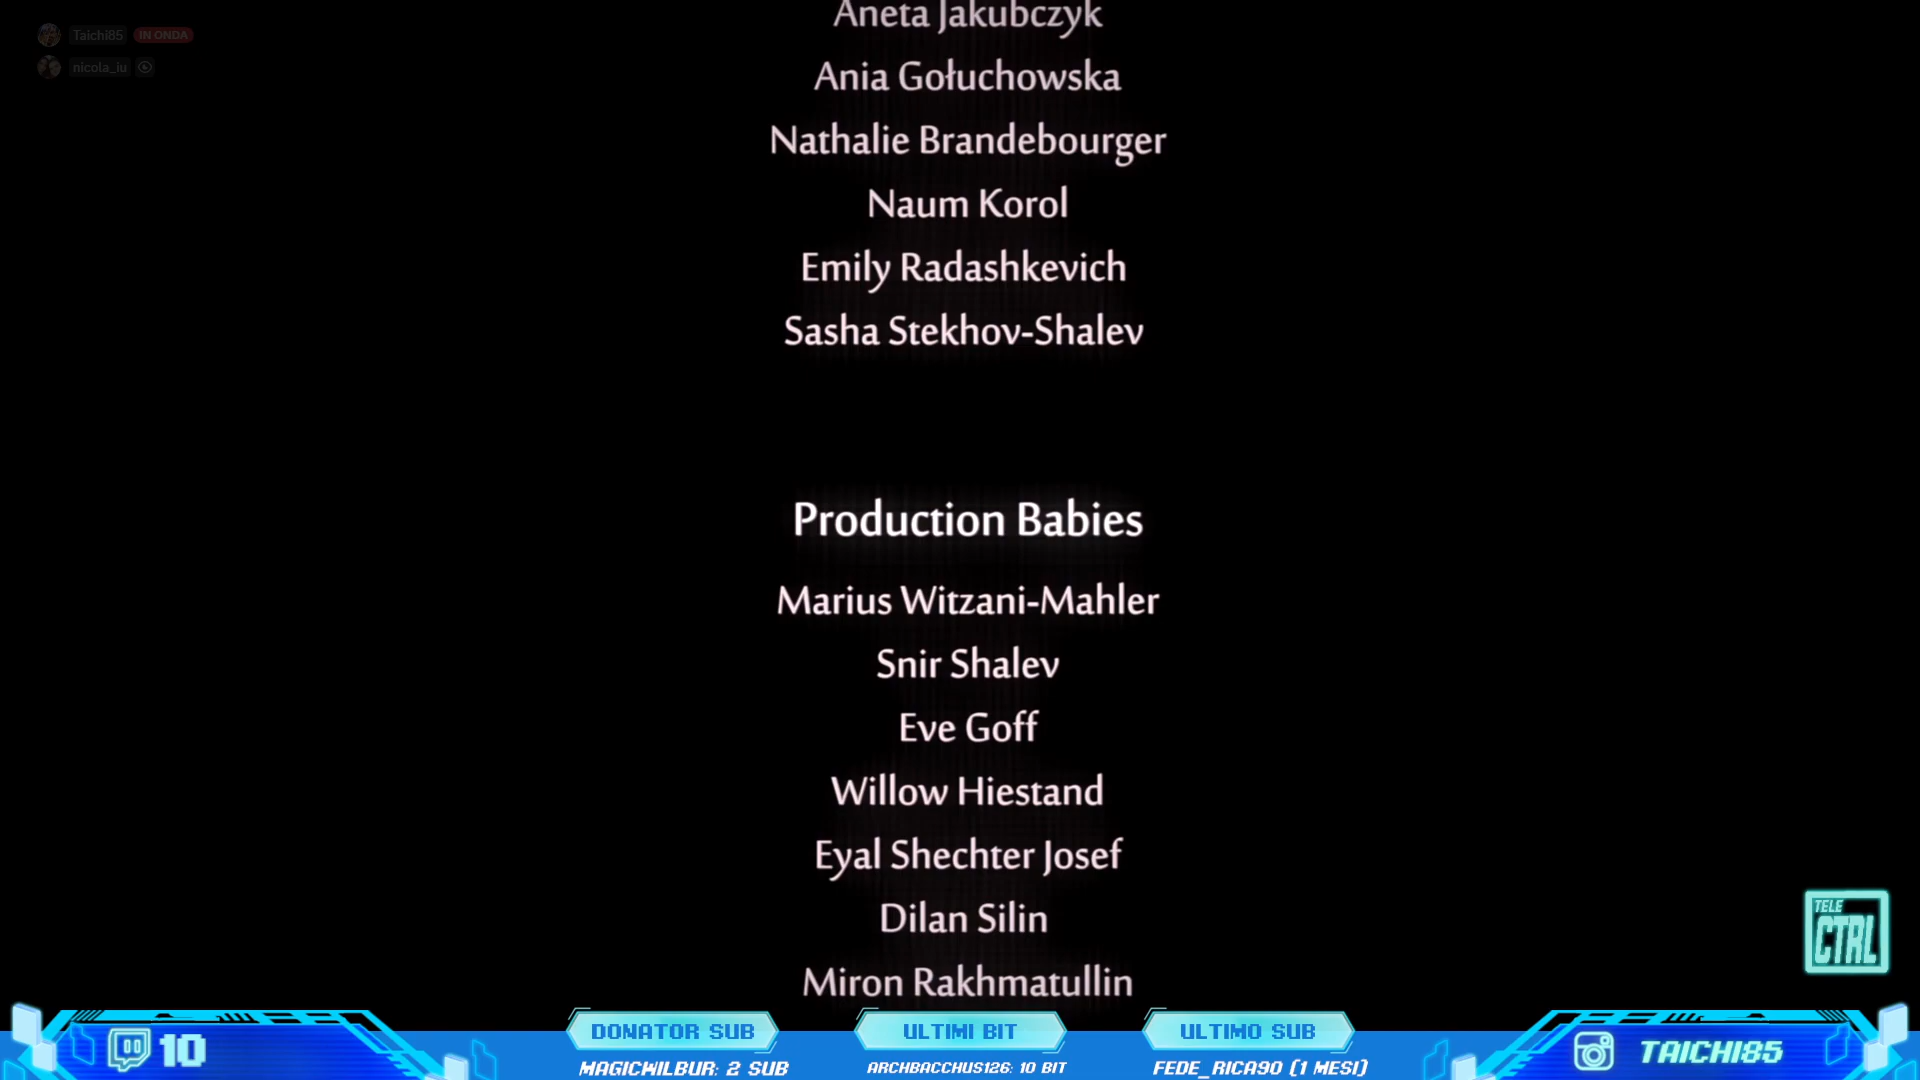 Taichi85 IN ONDA
nicola_iu
Aneta Jakubczyk
Ania Gołuchowska
Nathalie Brandebourger
Naum Korol
Emily Radashkevich
Sasha Stekhov-Shalev
Production Babies
Marius Witzani-Mahler
Snir Shalev
Eve Goff
Willow Hiestand
Eyal Shechter Josef
Dilan Silin
Miron Rakhmatullin
TELE
CTRL
10
DONATOR SUB
MAGICWILBUR: 2 SUB
ULTIMI BIT
ARCHBACCHUS126: 10 BIT
ULTIMO SUB
FEDE_RICA90 (1 MESI)
TAICHI85